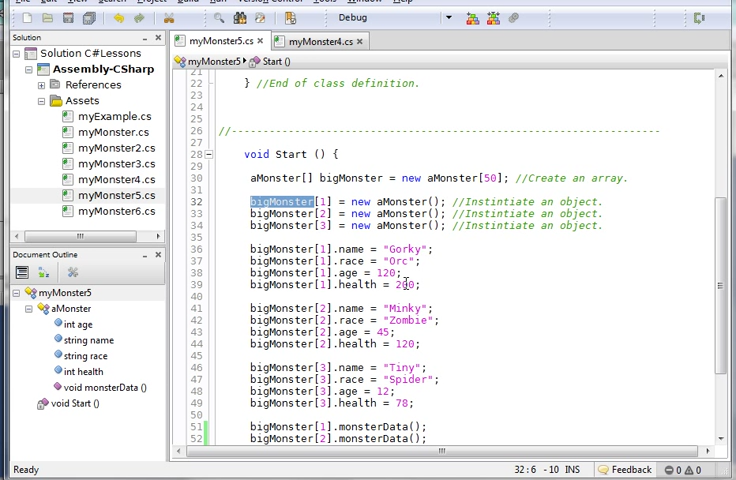 Debug
Solution
Solution C#Lessons
Assembly-CSharp
References
Assets
myExample.cs
myMonster.cs
myMonster2.cs
myMonster3.cs
myMonster4.cs
myMonster5.cs
myMonster6.cs
Document Outline
myMonster5
aMonster
int age
string name
string race
int health
void monsterData ()
void Start ()
myMonster5.cs
myMonster4.cs
myMonster5
Start ()
21
22 } //End of class definition.
23
24
25
26 //------------------------------------------------------------
27
28 void Start () {
29
30 aMonster[] bigMonster = new aMonster[50]; //Create an array.
31
32 bigMonster[1] = new aMonster(); //Instintiate an object.
33 bigMonster[2] = new aMonster(); //Instintiate an object.
34 bigMonster[3] = new aMonster(); //Instintiate an object.
35
36 bigMonster[1].name = "Gorky";
37 bigMonster[1].race = "Orc";
38 bigMonster[1].age = 120;
39 bigMonster[1].health = 200;
40
41 bigMonster[2].name = "Minky";
42 bigMonster[2].race = "Zombie";
43 bigMonster[2].age = 45;
44 bigMonster[2].health = 120;
45
46 bigMonster[3].name = "Tiny";
47 bigMonster[3].race = "Spider";
48 bigMonster[3].age = 12;
49 bigMonster[3].health = 78;
50
51 bigMonster[1].monsterData();
52 bigMonster[2].monsterData();
Ready
32:6 - 10 INS
Feedback
0
0